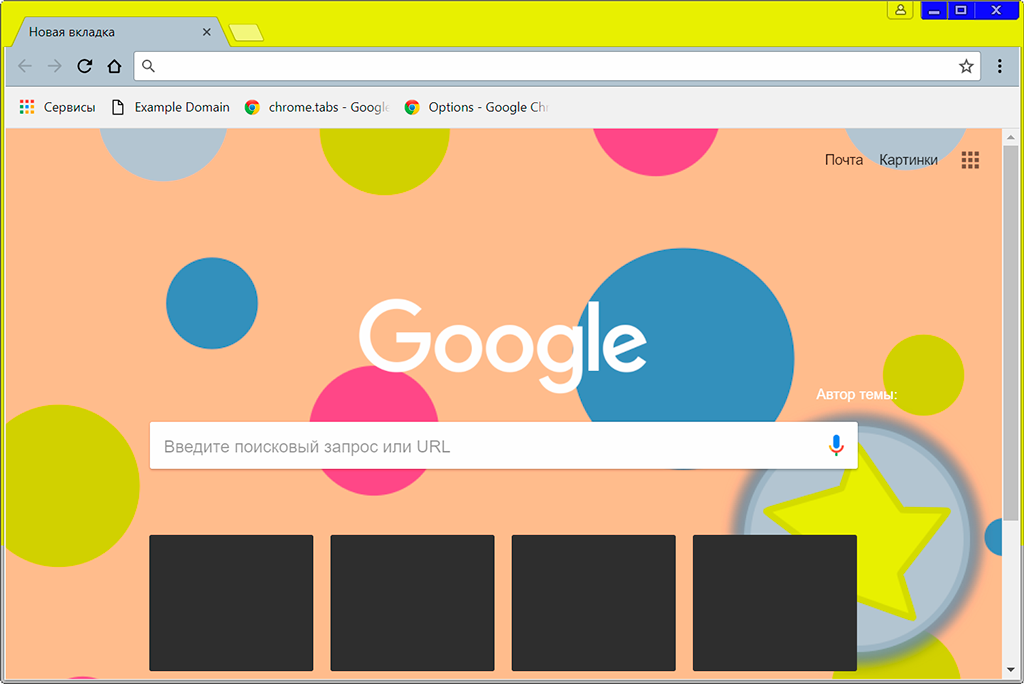 Новая вкладка
Сервисы
Example Domain
chrome.tabs - Google
Options - Google Chr
Почта
Картинки
Google
Автор темы:
Введите поисковый запрос или URL